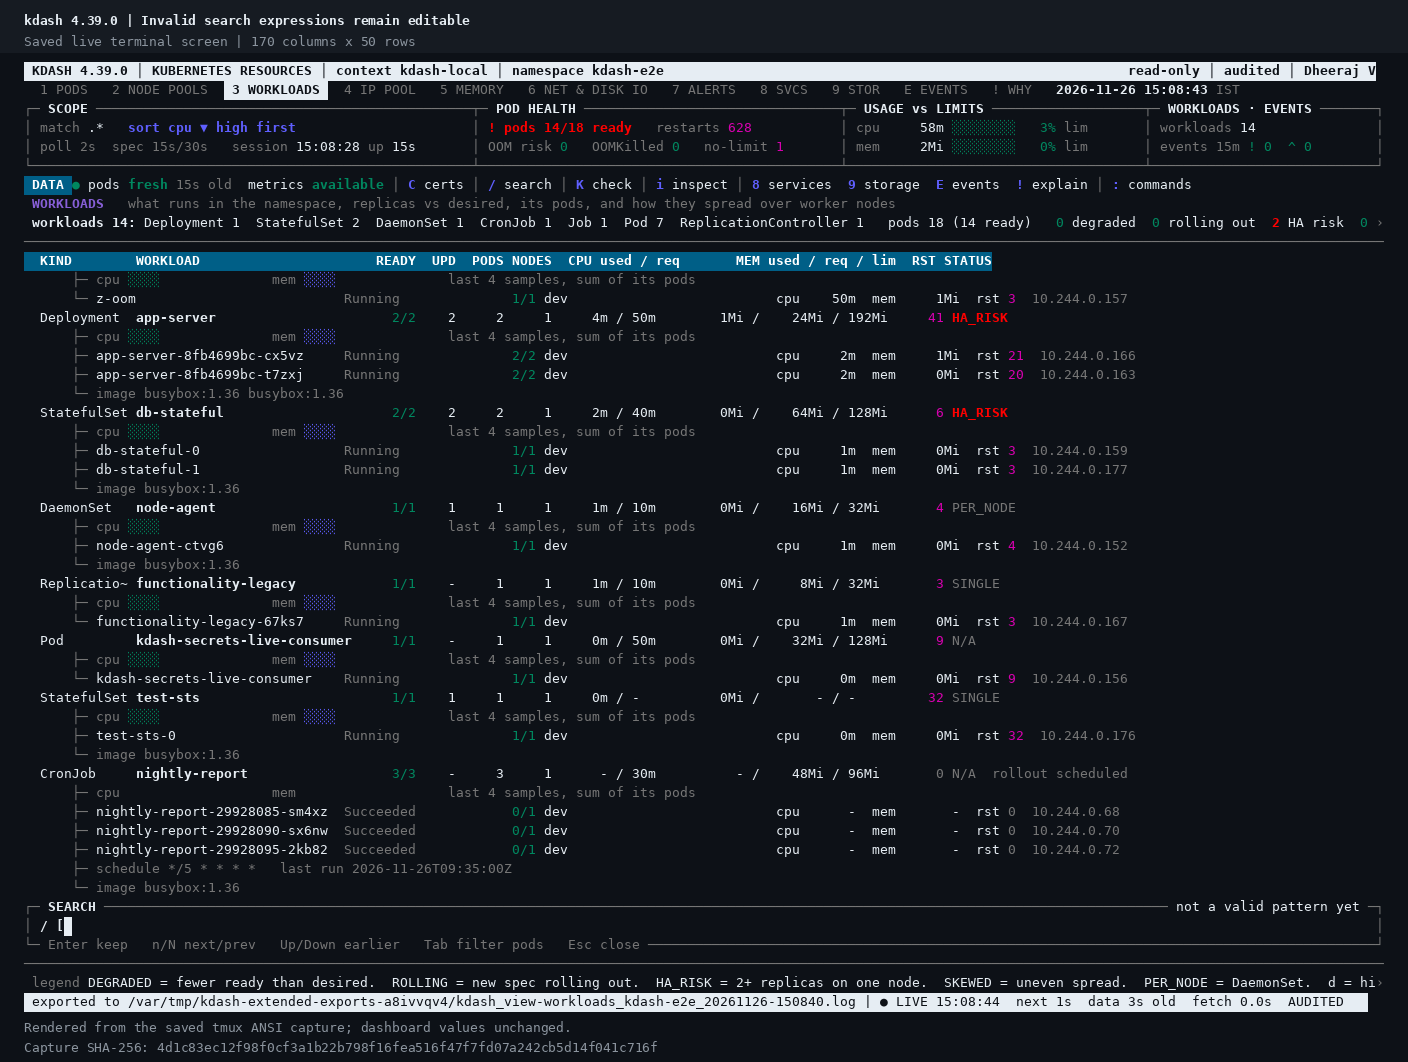 kdash 4.39.0 | Invalid search expressions remain editable
Saved live terminal screen | 170 columns x 50 rows
KDASH 4.39.0 │ KUBERNETES RESOURCES │ context kdash-local │ namespace kdash-e2e read-only │ audited │ Dheeraj V
1 PODS 2 NODE POOLS 3 WORKLOADS 4 IP POOL 5 MEMORY 6 NET & DISK IO 7 ALERTS 8 SVCS 9 STOR E EVENTS ! WHY 2026-11-26 15:08:43 IST
┌─ SCOPE ─┬─ POD HEALTH ─┬─ USAGE vs LIMITS ─┬─ WORKLOADS · EVENTS ─┐
│ match .* sort cpu ▼ high first │ ! pods 14/18 ready restarts 628 │ cpu 58m ░░░░░░░░ 3% lim │ workloads 14 │
│ poll 2s spec 15s/30s session 15:08:28 up 15s │ OOM risk 0 OOMKilled 0 no-limit 1 │ mem 2Mi ░░░░░░░░ 0% lim │ events 15m ! 0 ^ 0 │
DATA ● pods fresh 15s old metrics available │ C certs │ / search │ K check │ i inspect │ 8 services 9 storage E events ! explain │ : commands
WORKLOADS what runs in the namespace, replicas vs desired, its pods, and how they spread over worker nodes
workloads 14: Deployment 1 StatefulSet 2 DaemonSet 1 CronJob 1 Job 1 Pod 7 ReplicationController 1 pods 18 (14 ready) 0 degraded 0 rolling out 2 HA risk 0 ›
KIND WORKLOAD READY UPD PODS NODES CPU used / req MEM used / req / lim RST STATUS
├─ cpu ░░░░ mem ░░░░ last 4 samples, sum of its pods
└─ z-oom Running 1/1 dev cpu 50m mem 1Mi rst 3 10.244.0.157
Deployment app-server 2/2 2 2 1 4m / 50m 1Mi / 24Mi / 192Mi 41 HA_RISK
├─ cpu ░░░░ mem ░░░░ last 4 samples, sum of its pods
├─ app-server-8fb4699bc-cx5vz Running 2/2 dev cpu 2m mem 1Mi rst 21 10.244.0.166
├─ app-server-8fb4699bc-t7zxj Running 2/2 dev cpu 2m mem 0Mi rst 20 10.244.0.163
└─ image busybox:1.36 busybox:1.36
StatefulSet db-stateful 2/2 2 2 1 2m / 40m 0Mi / 64Mi / 128Mi 6 HA_RISK
├─ cpu ░░░░ mem ░░░░ last 4 samples, sum of its pods
├─ db-stateful-0 Running 1/1 dev cpu 1m mem 0Mi rst 3 10.244.0.159
├─ db-stateful-1 Running 1/1 dev cpu 1m mem 0Mi rst 3 10.244.0.177
└─ image busybox:1.36
DaemonSet node-agent 1/1 1 1 1 1m / 10m 0Mi / 16Mi / 32Mi 4 PER_NODE
├─ cpu ░░░░ mem ░░░░ last 4 samples, sum of its pods
├─ node-agent-ctvg6 Running 1/1 dev cpu 1m mem 0Mi rst 4 10.244.0.152
└─ image busybox:1.36
Replicatio~ functionality-legacy 1/1 - 1 1 1m / 10m 0Mi / 8Mi / 32Mi 3 SINGLE
├─ cpu ░░░░ mem ░░░░ last 4 samples, sum of its pods
└─ functionality-legacy-67ks7 Running 1/1 dev cpu 1m mem 0Mi rst 3 10.244.0.167
Pod kdash-secrets-live-consumer 1/1 - 1 1 0m / 50m 0Mi / 32Mi / 128Mi 9 N/A
├─ cpu ░░░░ mem ░░░░ last 4 samples, sum of its pods
└─ kdash-secrets-live-consumer Running 1/1 dev cpu 0m mem 0Mi rst 9 10.244.0.156
StatefulSet test-sts 1/1 1 1 1 0m / - 0Mi / - / - 32 SINGLE
├─ cpu ░░░░ mem ░░░░ last 4 samples, sum of its pods
├─ test-sts-0 Running 1/1 dev cpu 0m mem 0Mi rst 32 10.244.0.176
└─ image busybox:1.36
CronJob nightly-report 3/3 - 3 1 - / 30m - / 48Mi / 96Mi 0 N/A rollout scheduled
├─ cpu mem last 4 samples, sum of its pods
├─ nightly-report-29928085-sm4xz Succeeded 0/1 dev cpu - mem - rst 0 10.244.0.68
├─ nightly-report-29928090-sx6nw Succeeded 0/1 dev cpu - mem - rst 0 10.244.0.70
├─ nightly-report-29928095-2kb82 Succeeded 0/1 dev cpu - mem - rst 0 10.244.0.72
├─ schedule */5 * * * * last run 2026-11-26T09:35:00Z
└─ image busybox:1.36
┌─ SEARCH ─ not a valid pattern yet ─┐
│ / [ │
└─ Enter keep n/N next/prev Up/Down earlier Tab filter pods Esc close ─┘
legend DEGRADED = fewer ready than desired. ROLLING = new spec rolling out. HA_RISK = 2+ replicas on one node. SKEWED = uneven spread. PER_NODE = DaemonSet. d = hi›
exported to /var/tmp/kdash-extended-exports-a8ivvqv4/kdash_view-workloads_kdash-e2e_20261126-150840.log | ● LIVE 15:08:44 next 1s data 3s old fetch 0.0s AUDITED
Rendered from the saved tmux ANSI capture; dashboard values unchanged.
Capture SHA-256: 4d1c83ec12f98f0cf3a1b22b798f16fea516f47f7fd07a242cb5d14f041c716f